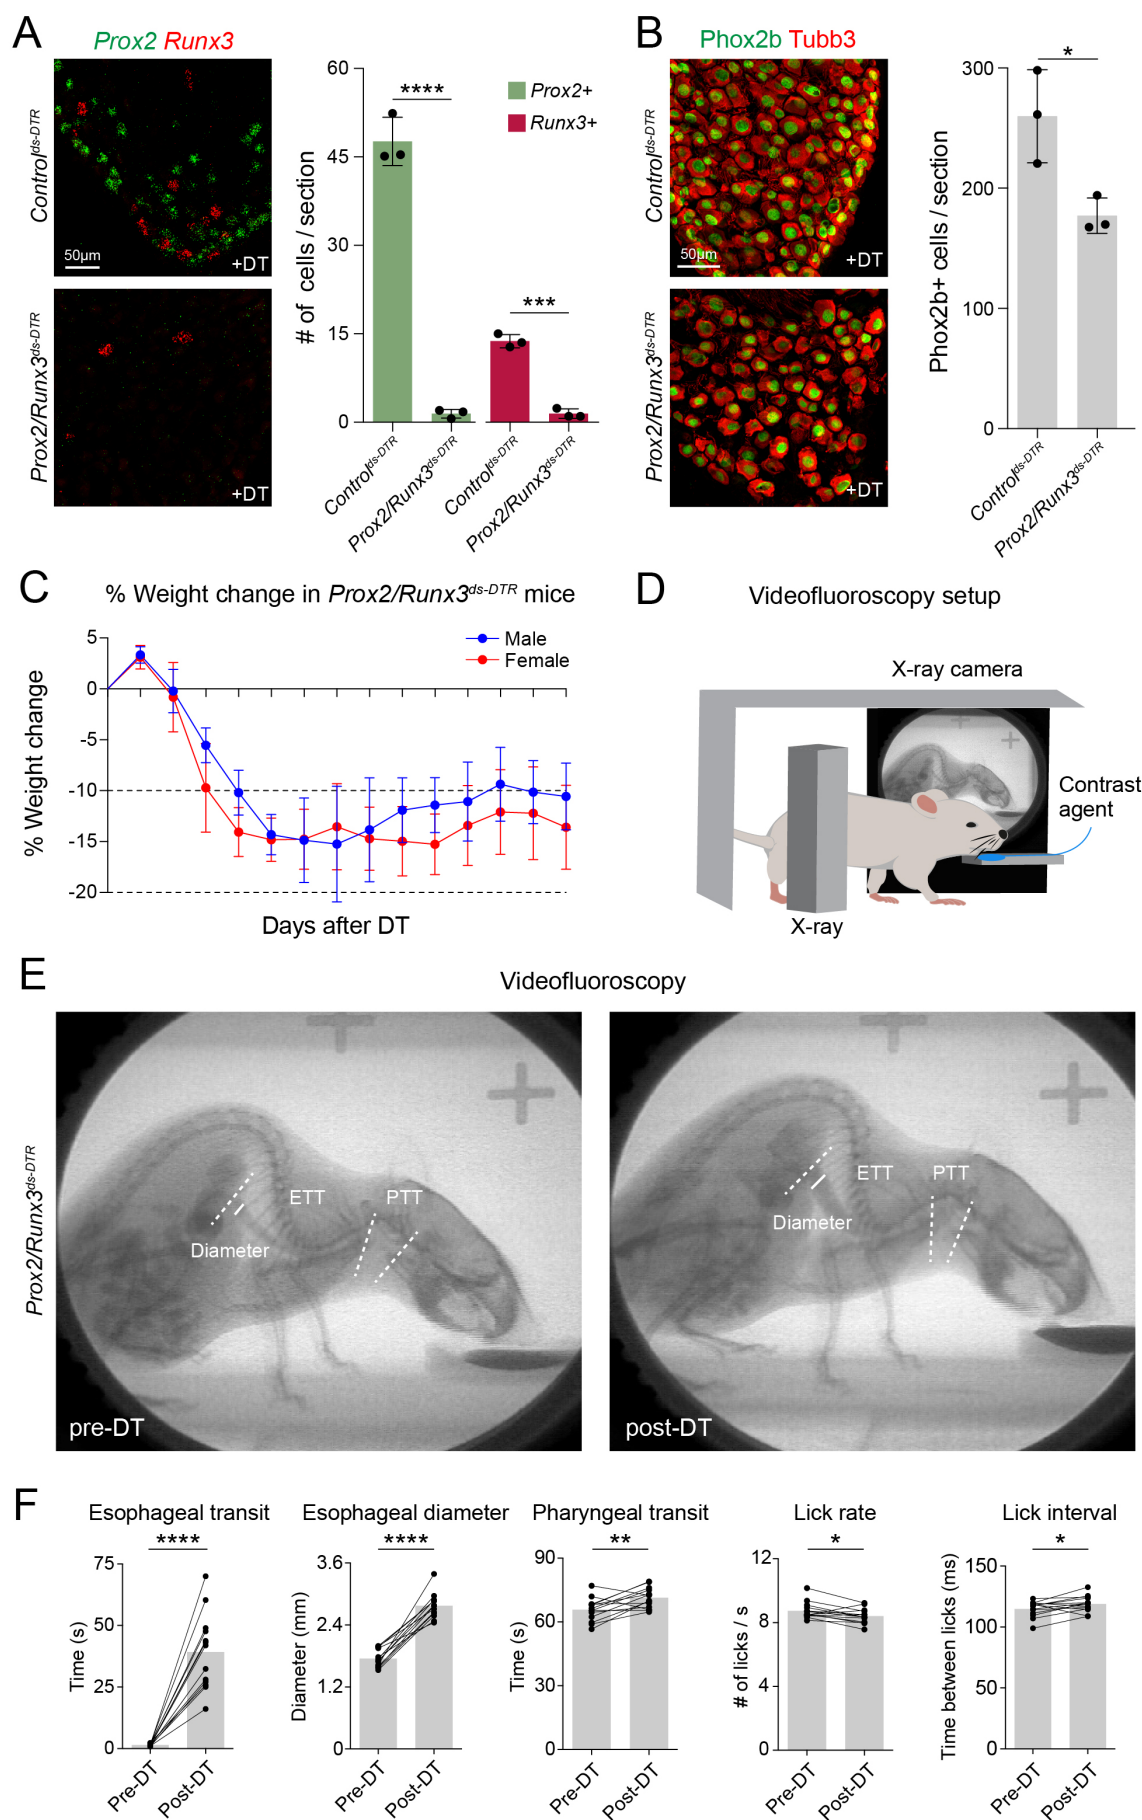 A
Prox2 Runx3
Control^ds-DTR
50µm
+DT
Prox2/Runx3^ds-DTR
+DT
# of cells / section
60
45
30
15
0
****
***
Prox2+
Runx3+
Control^ds-DTR
Prox2/Runx3^ds-DTR
Control^ds-DTR
Prox2/Runx3^ds-DTR
B
Phox2b Tubb3
Control^ds-DTR
50µm
+DT
Prox2/Runx3^ds-DTR
+DT
Phox2b+ cells / section
300
200
100
0
*
Control^ds-DTR
Prox2/Runx3^ds-DTR
C
% Weight change in Prox2/Runx3^ds-DTR mice
% Weight change
5
0
-5
-10
-15
-20
Male
Female
Days after DT
D
Videofluoroscopy setup
X-ray camera
Contrast
agent
X-ray
E
Videofluoroscopy
Prox2/Runx3^ds-DTR
ETT
PTT
Diameter
pre-DT
ETT
PTT
Diameter
post-DT
F
Esophageal transit
****
Time (s)
75
50
25
0
Pre-DT
Post-DT
Esophageal diameter
****
Diameter (mm)
3.6
2.4
1.2
0
Pre-DT
Post-DT
Pharyngeal transit
**
Time (s)
90
60
30
0
Pre-DT
Post-DT
Lick rate
*
# of licks / s
12
8
4
0
Pre-DT
Post-DT
Lick interval
*
Time between licks (ms)
150
100
50
0
Pre-DT
Post-DT